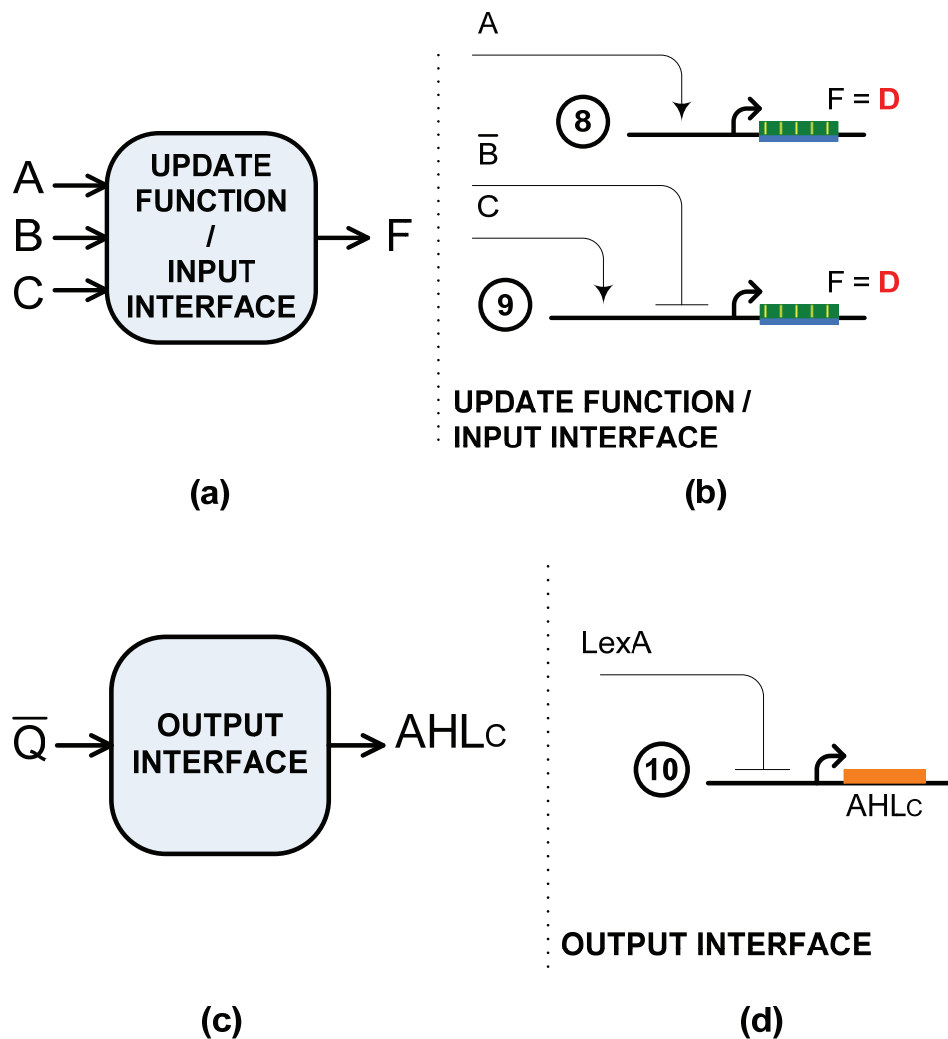 A
B
C
UPDATE
FUNCTION
/
INPUT
INTERFACE
F
(a)
A
8
F = D
B̅
C
9
F = D
UPDATE FUNCTION /
INPUT INTERFACE
(b)
Q̅
OUTPUT
INTERFACE
AHLC
(c)
LexA
10
AHLC
OUTPUT INTERFACE
(d)